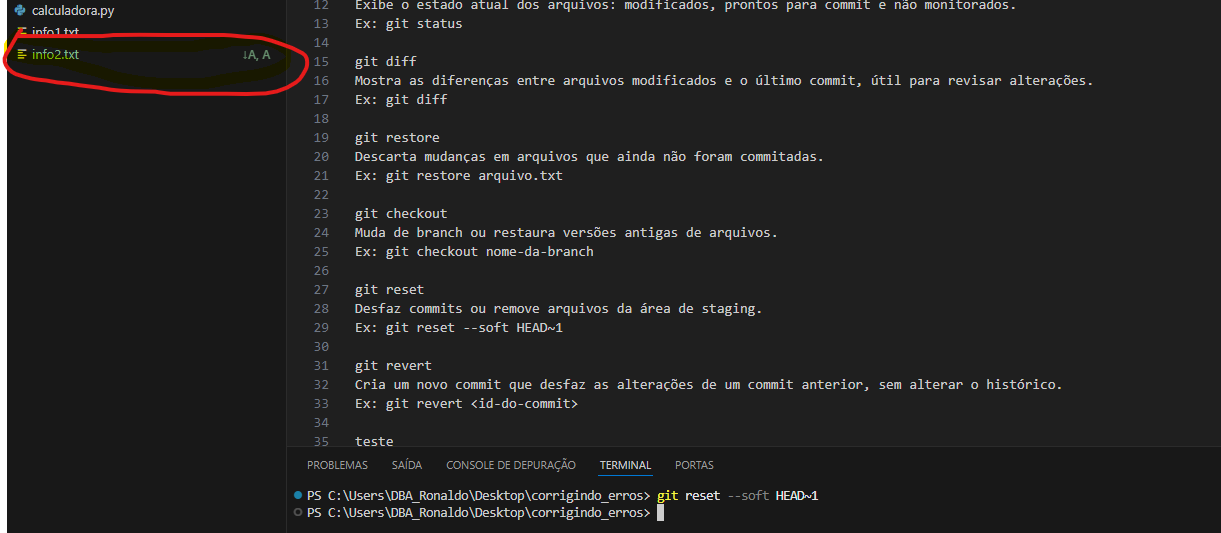 calculadora.py
info1.txt
info2.txt ↓A, A
12 Exibe o estado atual dos arquivos: modificados, prontos para commit e não monitorados.
13 Ex: git status
14
15 git diff
16 Mostra as diferenças entre arquivos modificados e o último commit, útil para revisar alterações.
17 Ex: git diff
18
19 git restore
20 Descarta mudanças em arquivos que ainda não foram commitadas.
21 Ex: git restore arquivo.txt
22
23 git checkout
24 Muda de branch ou restaura versões antigas de arquivos.
25 Ex: git checkout nome-da-branch
26
27 git reset
28 Desfaz commits ou remove arquivos da área de staging.
29 Ex: git reset --soft HEAD~1
30
31 git revert
32 Cria um novo commit que desfaz as alterações de um commit anterior, sem alterar o histórico.
33 Ex: git revert <id-do-commit>
34
35 teste
PROBLEMAS SAÍDA CONSOLE DE DEPURAÇÃO TERMINAL PORTAS
PS C:\Users\DBA_Ronaldo\Desktop\corrigindo_erros> git reset --soft HEAD~1
PS C:\Users\DBA_Ronaldo\Desktop\corrigindo_erros>